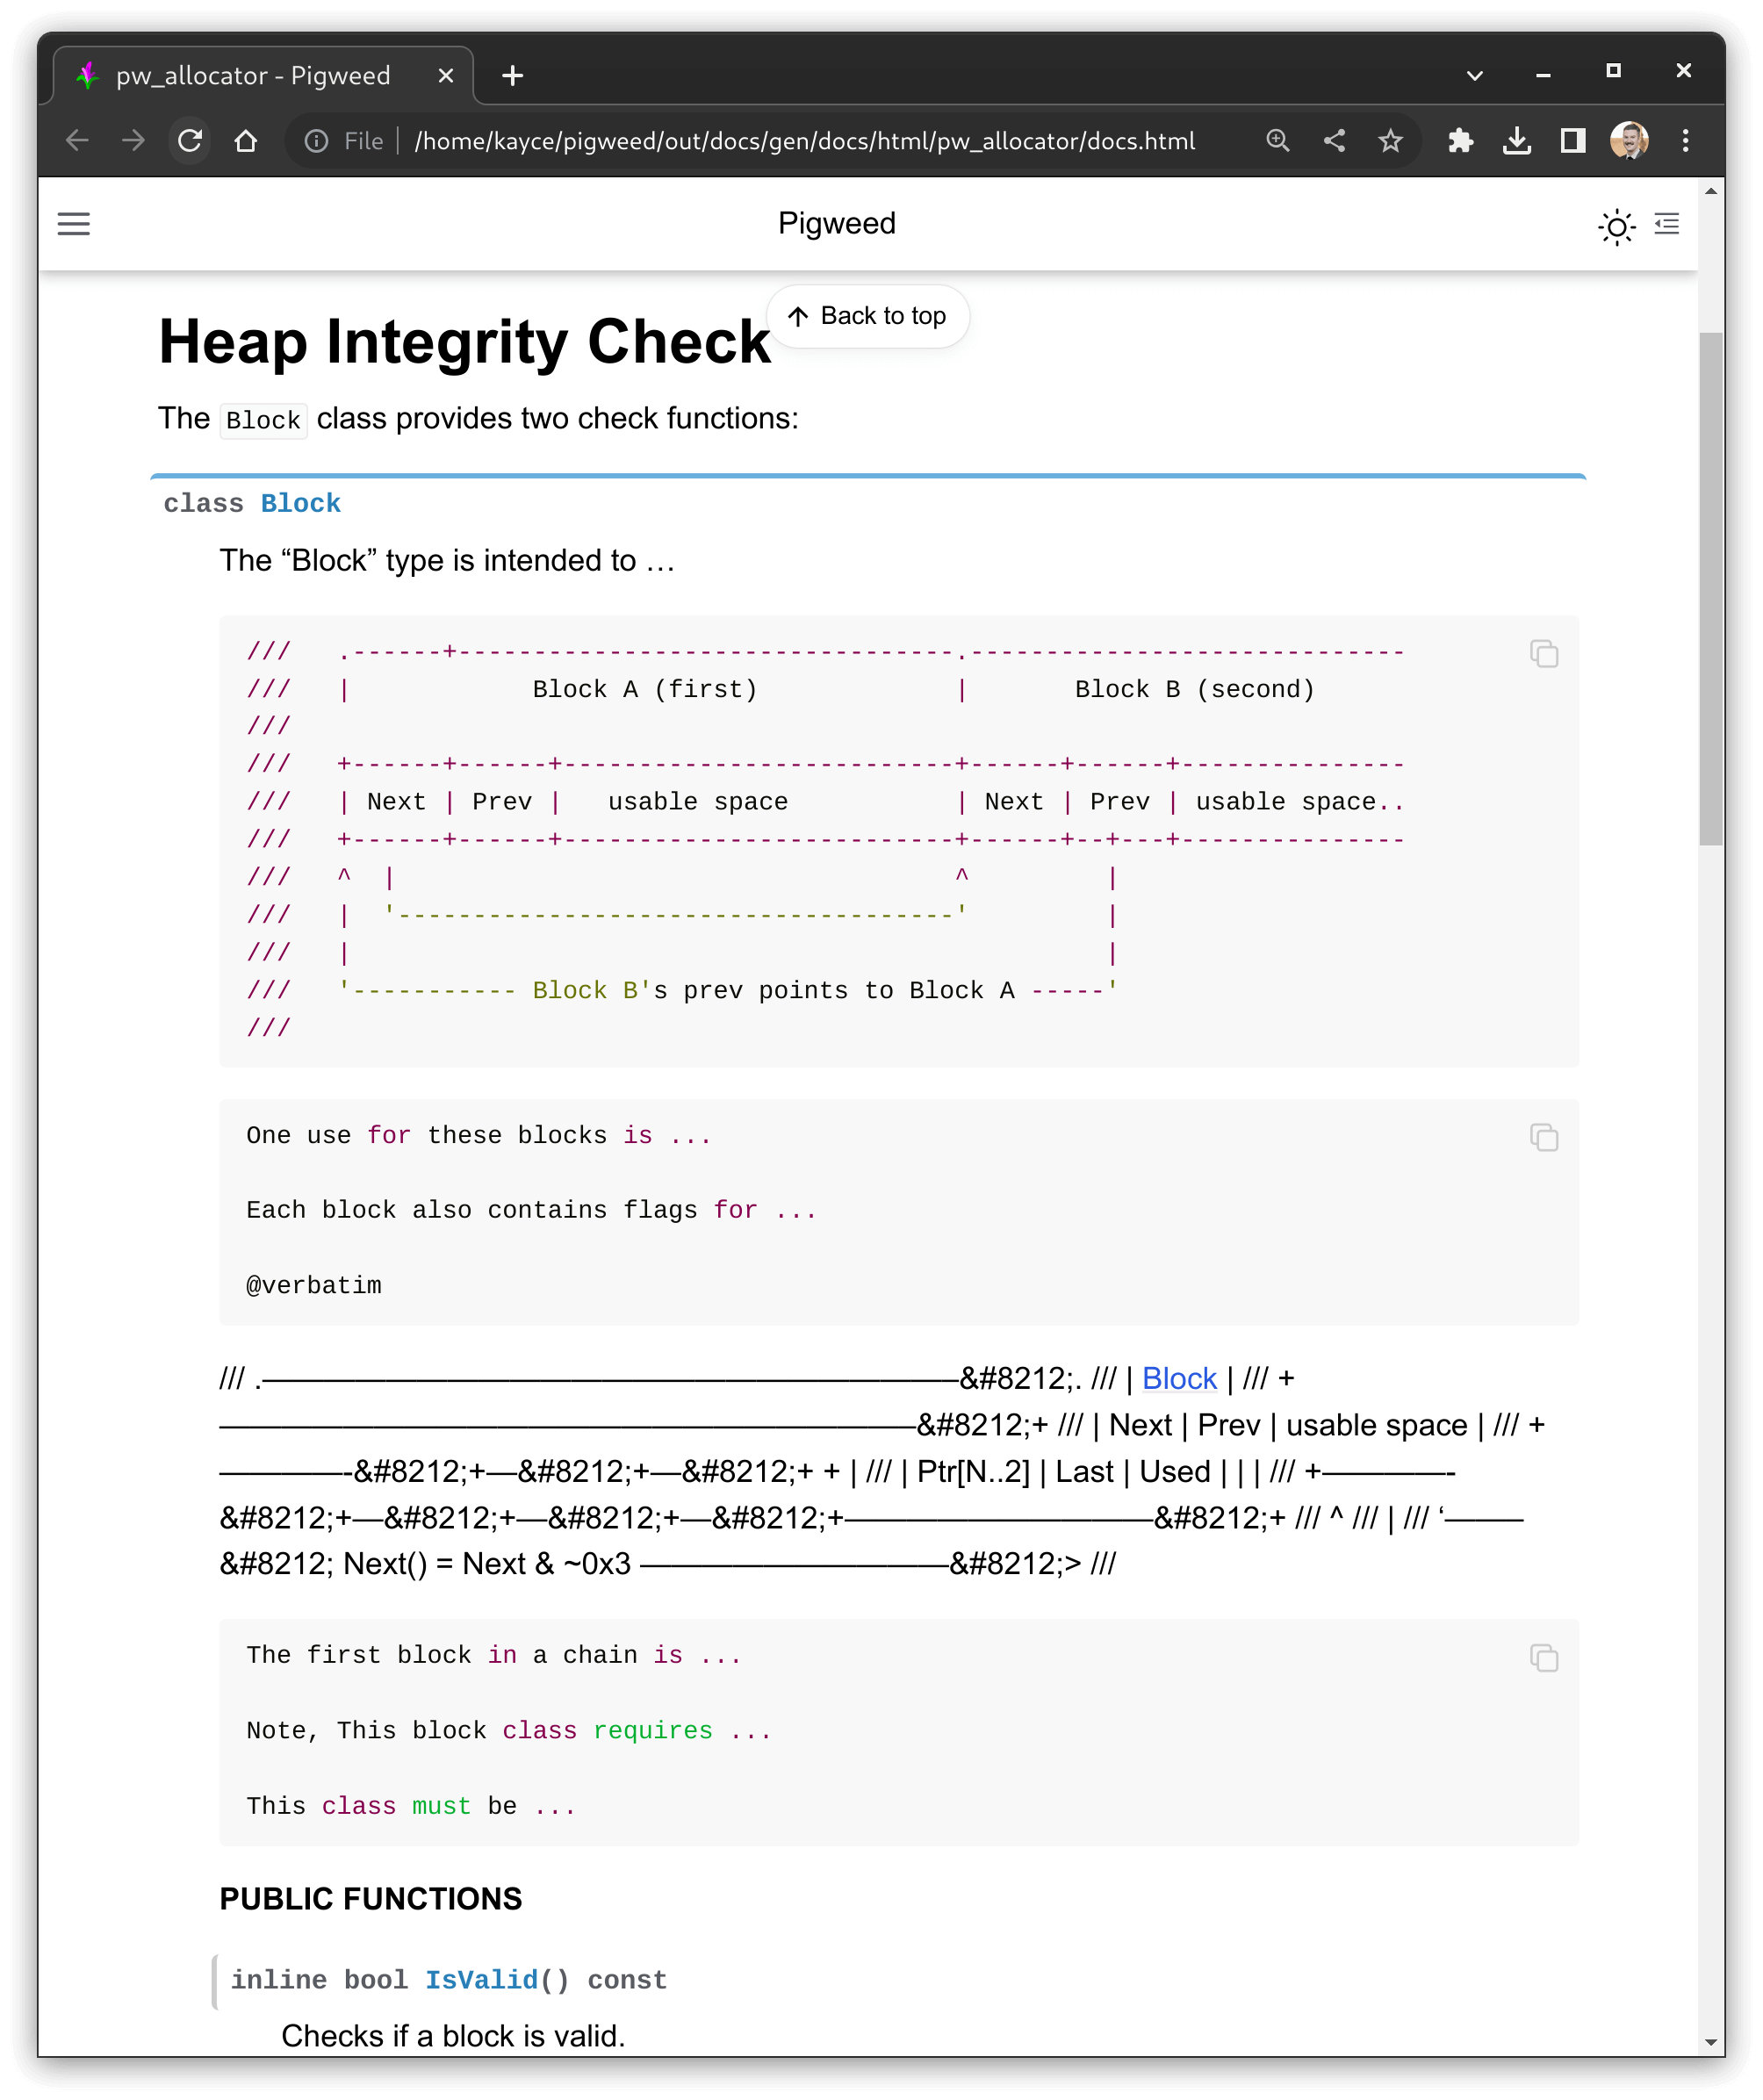 pw_allocator - Pigweed
File /home/kayce/pigweed/out/docs/gen/docs/html/pw_allocator/docs.html
Pigweed
Back to top
Heap Integrity Check
The Block class provides two check functions:
class Block
The “Block” type is intended to …
///   .------+---------------------------------.-----------------------------
///   |            Block A (first)             |       Block B (second)
///
///   +------+------+--------------------------+------+------+---------------
///   | Next | Prev |   usable space           | Next | Prev | usable space..
///   +------+------+--------------------------+------+--+---+---------------
///   ^  |                                     ^         |
///   |  '-------------------------------------'         |
///   |                                                  |
///   '----------- Block B's prev points to Block A -----'
///
One use for these blocks is ...
Each block also contains flags for ...
@verbatim
/// .———————————————————————&#8212;. /// | Block | /// +
———————————————————————&#8212;+ /// | Next | Prev | usable space | /// +
————-&#8212;+—&#8212;+—&#8212;+ + | /// | Ptr[N..2] | Last | Used | | | /// +————-
&#8212;+—&#8212;+—&#8212;+—&#8212;+——————————&#8212;+ /// ^ /// | /// ‘———
&#8212; Next() = Next & ~0x3 ——————————&#8212;> ///
The first block in a chain is ...
Note, This block class requires ...
This class must be ...
PUBLIC FUNCTIONS
inline bool IsValid() const
Checks if a block is valid.